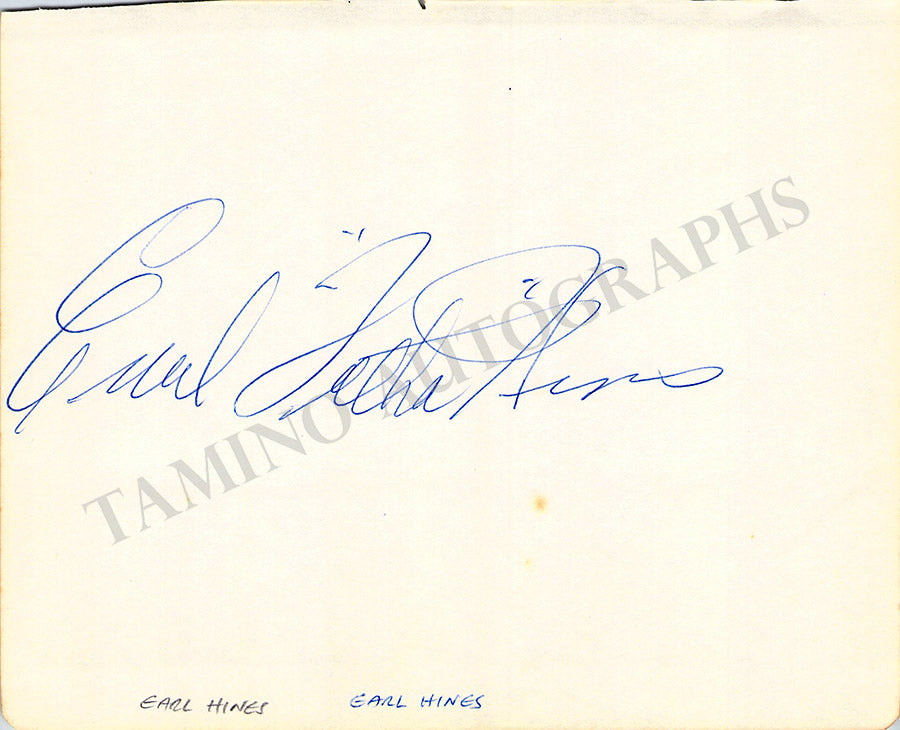 Earl "Fatha" Hines
TAMINO AUTOGRAPHS
EARL HINES EARL HINES